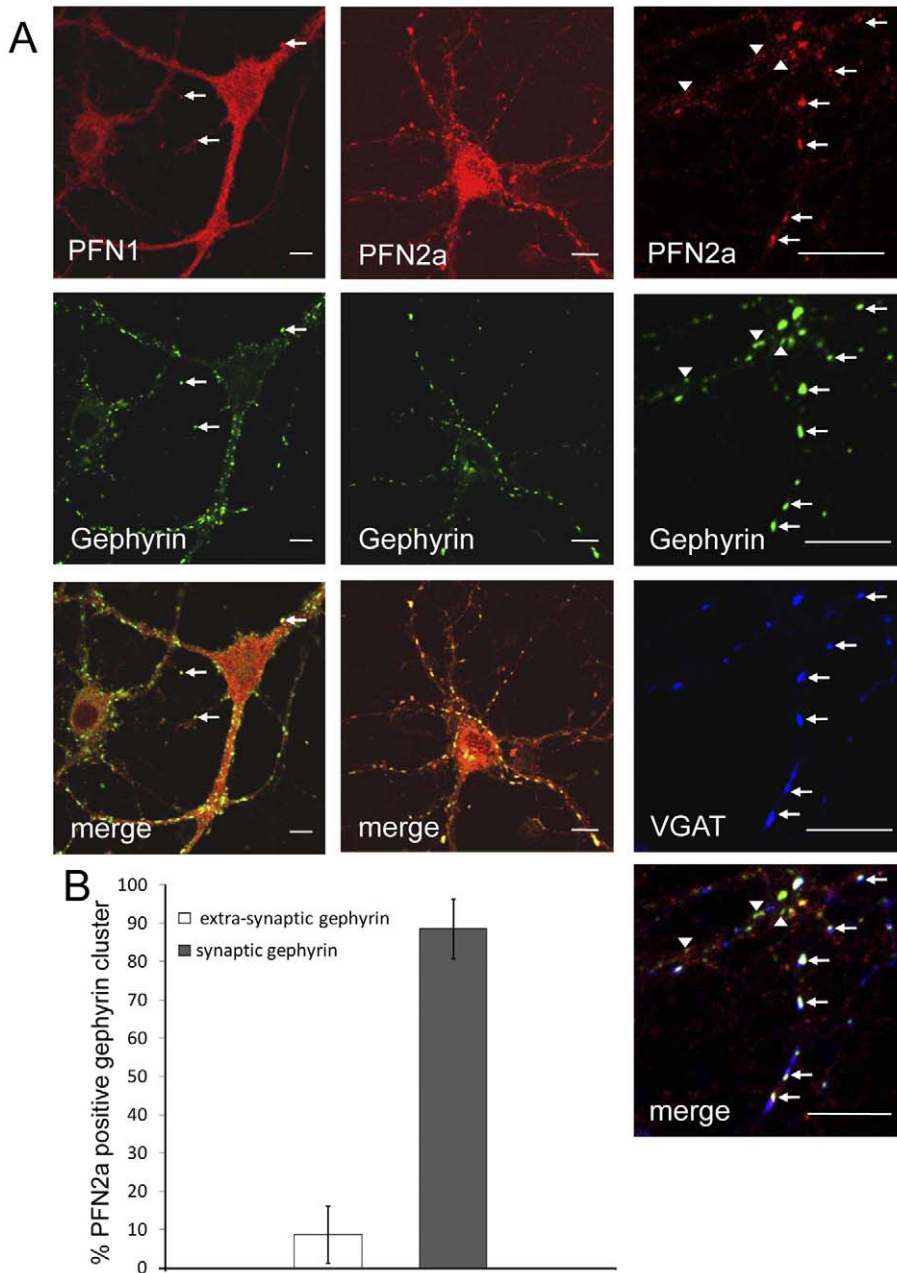 A
PFN1
PFN2a
PFN2a
Gephyrin
Gephyrin
Gephyrin
merge
merge
VGAT
merge
B
% PFN2a positive gephyrin cluster
100
90
80
70
60
50
40
30
20
10
0
extra-synaptic gephyrin
synaptic gephyrin